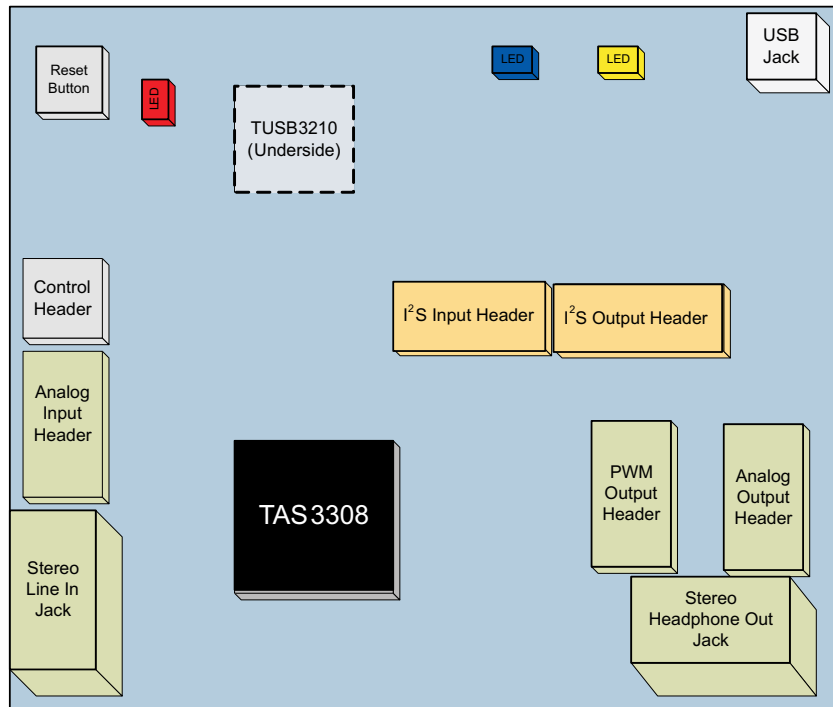 Reset
Button
LED
TUSB3210
(Underside)
LED
LED
USB
Jack
Control
Header
I²S Input Header
I²S Output Header
Analog
Input
Header
TAS3308
PWM
Output
Header
Analog
Output
Header
Stereo
Line In
Jack
Stereo
Headphone Out
Jack